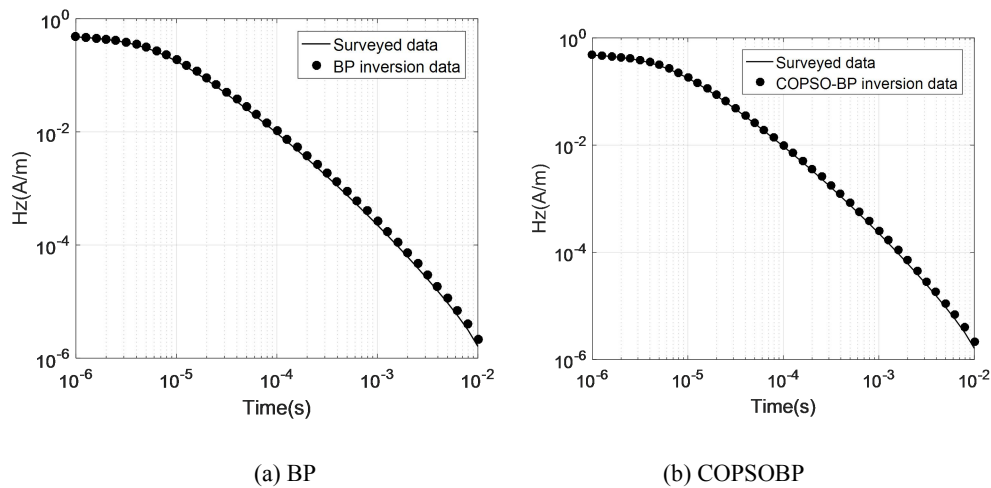 10^0
10^-2
10^-4
10^-6
Hz(A/m)
10^-6
10^-5
10^-4
10^-3
10^-2
Time(s)
Surveyed data
BP inversion data
(a) BP
10^0
10^-2
10^-4
10^-6
Hz(A/m)
10^-6
10^-5
10^-4
10^-3
10^-2
Time(s)
Surveyed data
COPSO-BP inversion data
(b) COPSOBP